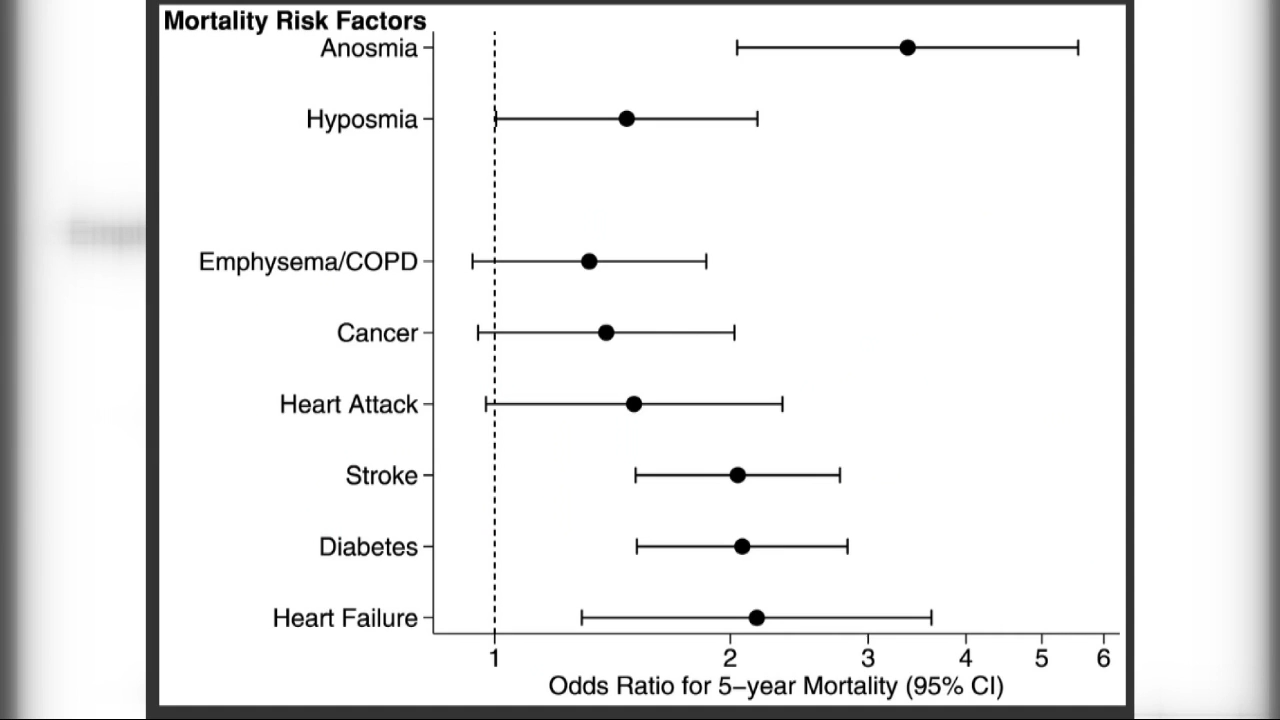 Mortality Risk Factors
Anosmia
Hyposmia
Emphysema/COPD
Cancer
Heart Attack
Stroke
Diabetes
Heart Failure
1 2 3 4 5 6
Odds Ratio for 5−year Mortality (95% CI)